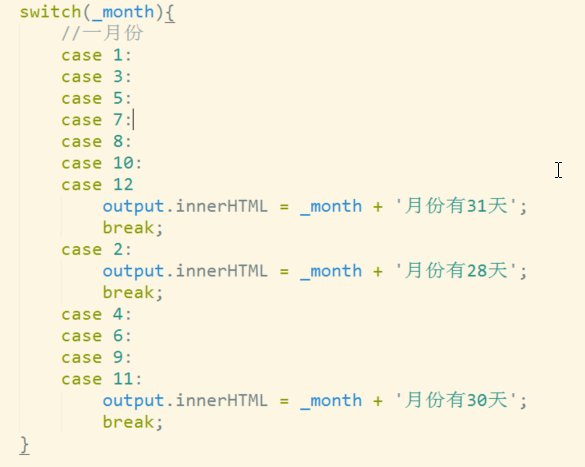 switch(_month){
//一月份
case 1:
case 3:
case 5:
case 7:
case 8:
case 10:
case 12
output.innerHTML = _month + '月份有31天';
break;
case 2:
output.innerHTML = _month + '月份有28天';
break;
case 4:
case 6:
case 9:
case 11:
output.innerHTML = _month + '月份有30天';
break;
}